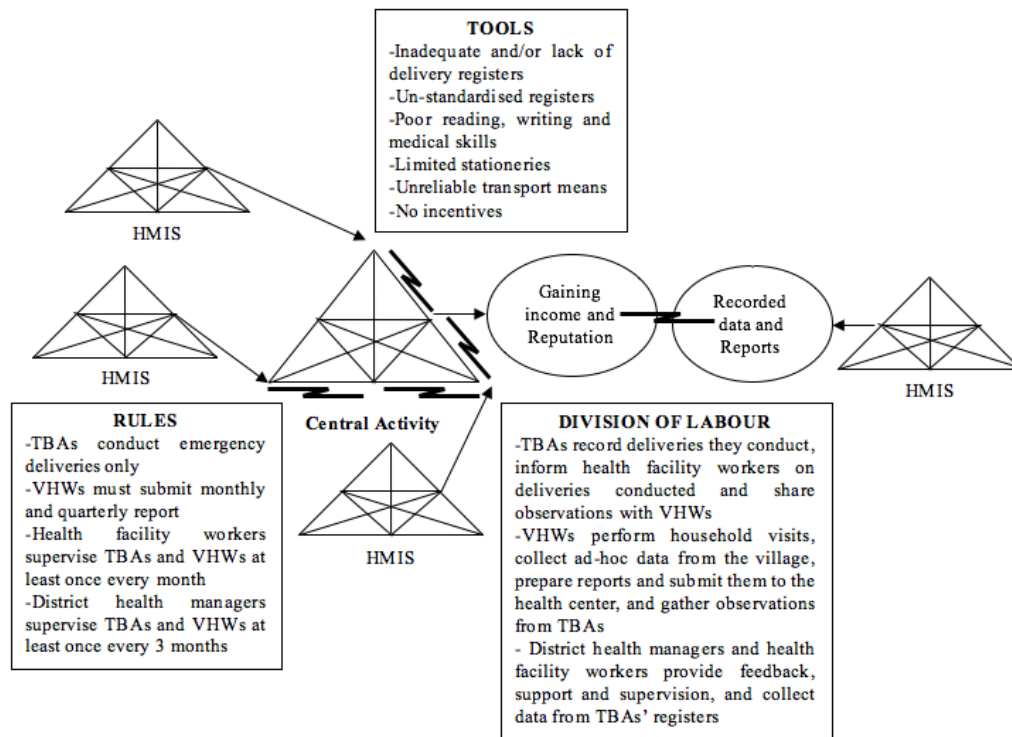 TOOLS
-Inadequate and/or lack of
delivery registers
-Un-standardised registers
-Poor reading, writing and
medical skills
-Limited stationeries
-Unreliable transport means
-No incentives
HMIS
HMIS
Gaining
income and
Reputation
Recorded
data and
Reports
HMIS
Central Activity
HMIS
RULES
-TBAs conduct emergency
deliveries only
-VHWs must submit monthly
and quarterly report
-Health facility workers
supervise TBAs and VHWs at
least once every month
-District health managers
supervise TBAs and VHWs at
least once every 3 months
DIVISION OF LABOUR
-TBAs record deliveries they conduct,
inform health facility workers on
deliveries conducted and share
observations with VHWs
-VHWs perform household visits,
collect ad-hoc data from the village,
prepare reports and submit them to the
health center, and gather observations
from TBAs
- District health managers and health
facility workers provide feedback,
support and supervision, and collect
data from TBAs' registers